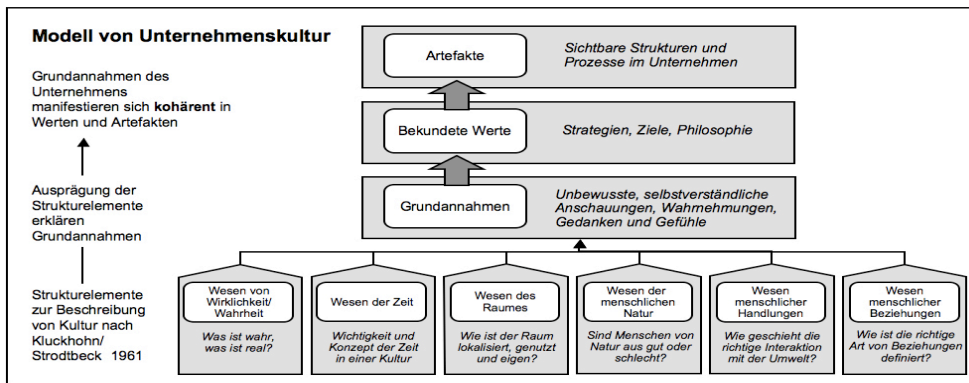 Modell von Unternehmenskultur
Grundannahmen des
Unternehmens
manifestieren sich kohärent in
Werten und Artefakten
Ausprägung der
Strukturelemente
erklären
Grundannahmen
Strukturelemente
zur Beschreibung
von Kultur nach
Kluckhohn/
Strodtbeck 1961
Artefakte
Sichtbare Strukturen und
Prozesse im Unternehmen
Bekundete Werte
Strategien, Ziele, Philosophie
Grundannahmen
Unbewusste, selbstverständliche
Anschauungen, Wahrnehmungen,
Gedanken und Gefühle
Wesen von
Wirklichkeit/
Wahrheit
Was ist wahr,
was ist real?
Wesen der Zeit
Wichtigkeit und
Konzept der Zeit
in einer Kultur
Wesen des
Raumes
Wie ist der Raum
lokalisiert, genutzt
und eigen?
Wesen der
menschlichen
Natur
Sind Menschen von
Natur aus gut oder
schlecht?
Wesen
menschlicher
Handlungen
Wie geschieht die
richtige Interaktion
mit der Umwelt?
Wesen
menschlicher
Beziehungen
Wie ist die richtige
Art von Beziehungen
definiert?